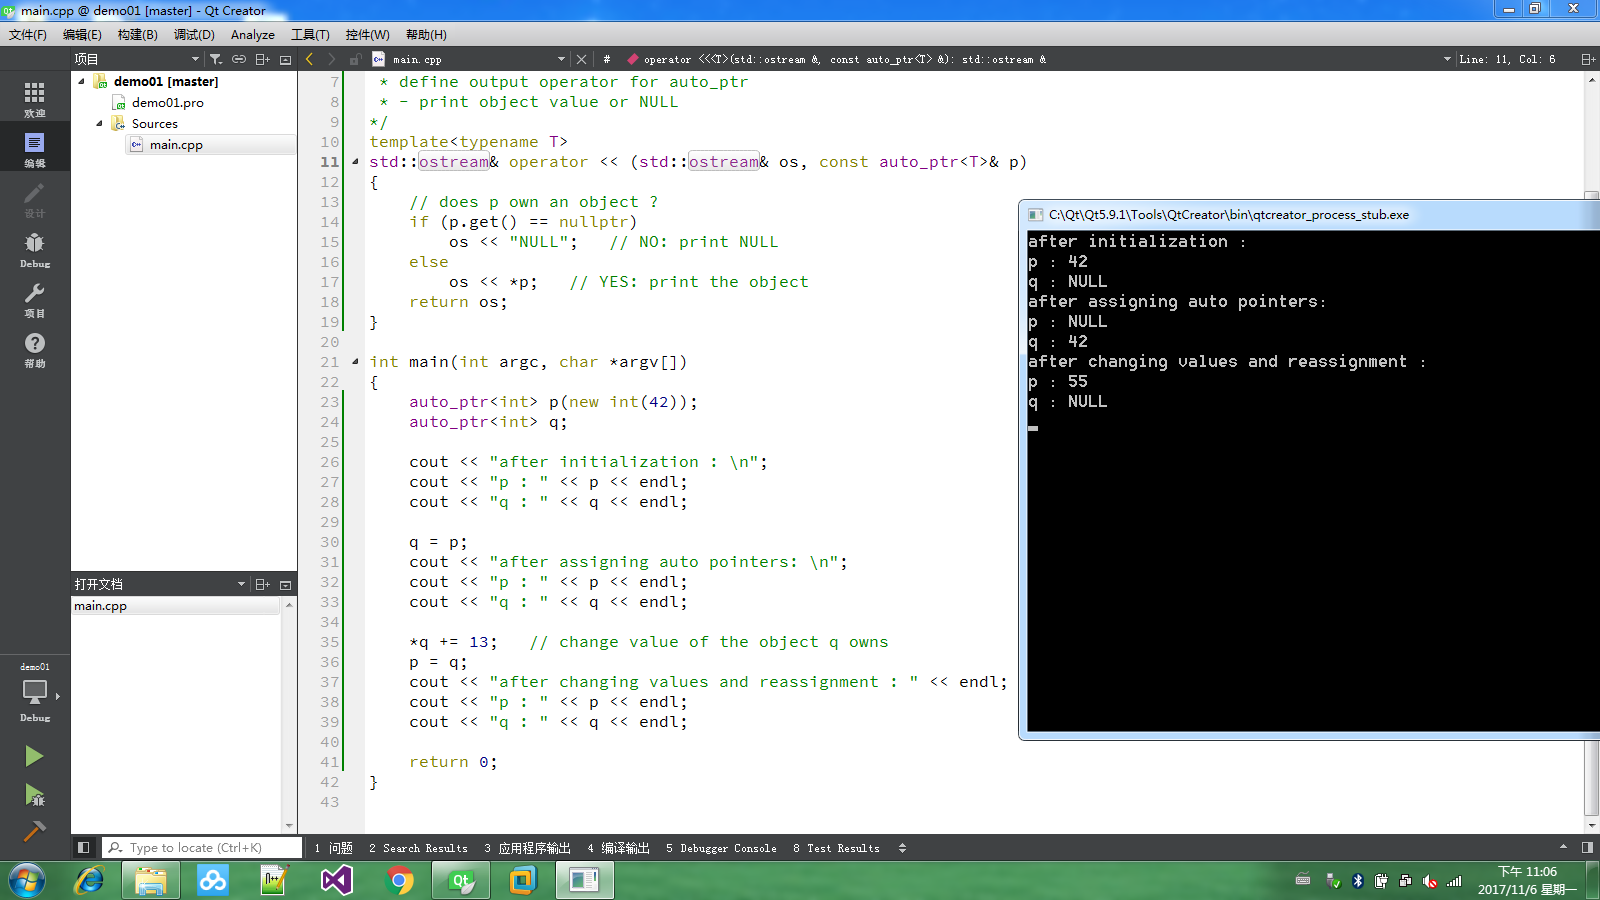 main.cpp @ demo01 [master] - Qt Creator
文件(F) 编辑(E) 构建(B) 调试(D) Analyze 工具(T) 控件(W) 帮助(H)
项目
main.cpp
# operator <<<T>(std::ostream &, const auto_ptr<T> &): std::ostream &
Line: 11, Col: 6
欢迎
编辑
设计
Debug
项目
帮助
demo01
Debug
demo01 [master]
demo01.pro
Sources
main.cpp
打开文档
main.cpp
7 * define output operator for auto_ptr
8 * - print object value or NULL
9 */
10 template<typename T>
11 std::ostream& operator << (std::ostream& os, const auto_ptr<T>& p)
12 {
13 // does p own an object ?
14 if (p.get() == nullptr)
15 os << "NULL"; // NO: print NULL
16 else
17 os << *p; // YES: print the object
18 return os;
19 }
20
21 int main(int argc, char *argv[])
22 {
23 auto_ptr<int> p(new int(42));
24 auto_ptr<int> q;
25
26 cout << "after initialization : \n";
27 cout << "p : " << p << endl;
28 cout << "q : " << q << endl;
29
30 q = p;
31 cout << "after assigning auto pointers: \n";
32 cout << "p : " << p << endl;
33 cout << "q : " << q << endl;
34
35 *q += 13; // change value of the object q owns
36 p = q;
37 cout << "after changing values and reassignment : " << endl;
38 cout << "p : " << p << endl;
39 cout << "q : " << q << endl;
40
41 return 0;
42 }
43
C:\Qt\Qt5.9.1\Tools\QtCreator\bin\qtcreator_process_stub.exe
after initialization :
p : 42
q : NULL
after assigning auto pointers:
p : NULL
q : 42
after changing values and reassignment :
p : 55
q : NULL
Type to locate (Ctrl+K)
1 问题 2 Search Results 3 应用程序输出 4 编译输出 5 Debugger Console 8 Test Results
下午 11:06
2017/11/6 星期一